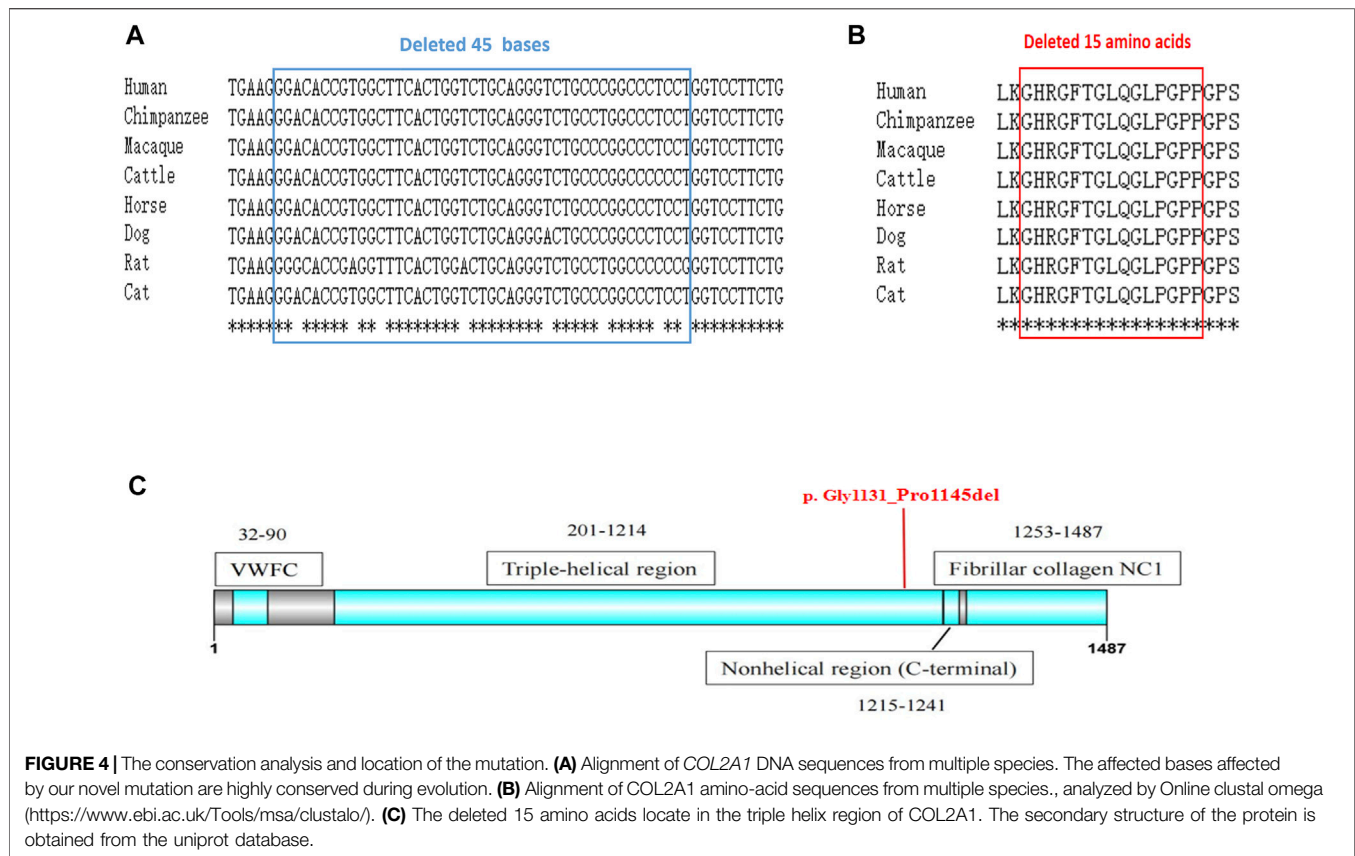 A
Deleted 45 bases
Human TGAAGGGACACCGTGGCTTCACTGGTCTGCAGGGTCTGCCCGGCCCTCCTGGTCCTTCTG
Chimpanzee TGAAGGGACACCGTGGCTTCACTGGTCTGCAGGGTCTGCCTGGCCCTCCTGGTCCTTCTG
Macaque TGAAGGGACACCGTGGCTTCACTGGTCTGCAGGGTCTGCCCGGCCCTCCTGGTCCTTCTG
Cattle TGAAGGGACACCGTGGCTTCACTGGTCTGCAGGGTCTGCCCGGCCCCCCTGGTCCTTCTG
Horse TGAAGGGACACCGTGGCTTCACTGGTCTGCAGGGTCTGCCCGGCCCTCCTGGTCCTTCTG
Dog TGAAGGGACACCGTGGCTTCACTGGTCTGCAGGGACTGCCCGGCCCTCCTGGTCCTTCTG
Rat TGAAGGGGCACCGAGGTTTCACTGGACTGCAGGGTCTGCCTGGCCCCCCGGGTCCTTCTG
Cat TGAAGGGACACCGTGGCTTCACTGGTCTGCAGGGTCTGCCCGGCCCTCCTGGTCCTTCTG
******* ***** ** ******** ******** ***** ***** ** **********
B
Deleted 15 amino acids
Human LKGHRGFTGLQGLPGPPGPS
Chimpanzee LKGHRGFTGLQGLPGPPGPS
Macaque LKGHRGFTGLQGLPGPPGPS
Cattle LKGHRGFTGLQGLPGPPGPS
Horse LKGHRGFTGLQGLPGPPGPS
Dog LKGHRGFTGLQGLPGPPGPS
Rat LKGHRGFTGLQGLPGPPGPS
Cat LKGHRGFTGLQGLPGPPGPS
********************
C
p. Gly1131_Pro1145del
32-90 201-1214 1253-1487
VWFC Triple-helical region Fibrillar collagen NC1
1 1487
Nonhelical region (C-terminal)
1215-1241
FIGURE 4 | The conservation analysis and location of the mutation. (A) Alignment of COL2A1 DNA sequences from multiple species. The affected bases affected
by our novel mutation are highly conserved during evolution. (B) Alignment of COL2A1 amino-acid sequences from multiple species., analyzed by Online clustal omega
(https://www.ebi.ac.uk/Tools/msa/clustalo/). (C) The deleted 15 amino acids locate in the triple helix region of COL2A1. The secondary structure of the protein is
obtained from the uniprot database.